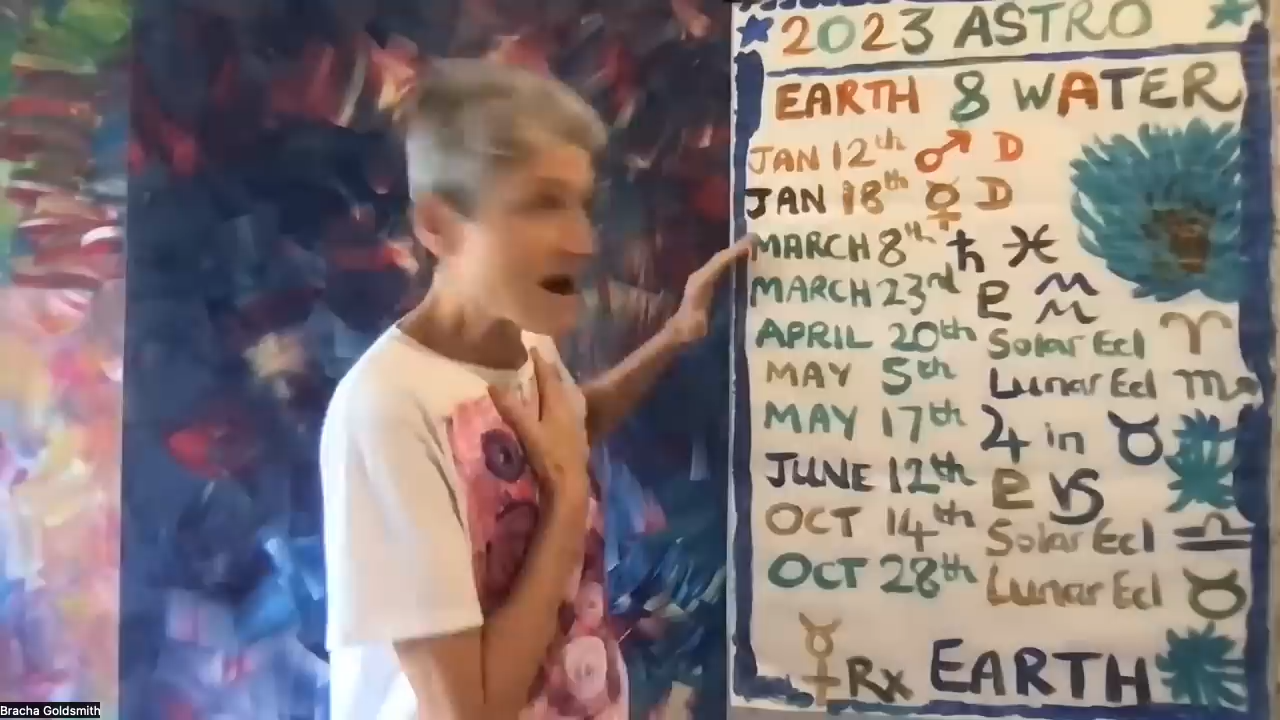 2023 ASTRO
EARTH & WATER
JAN 12th ♂ D
JAN 18th ☿ D
MARCH 8th ♄ ♓
MARCH 23rd P ♒
APRIL 20th Solar Ecl ♈
MAY 5th Lunar Ecl ♏
MAY 17th ♃ in ♉
JUNE 12th P ♑
OCT 14th Solar Ecl ♎
OCT 28th Lunar Ecl ♉
☿ Rx EARTH
Bracha Goldsmith